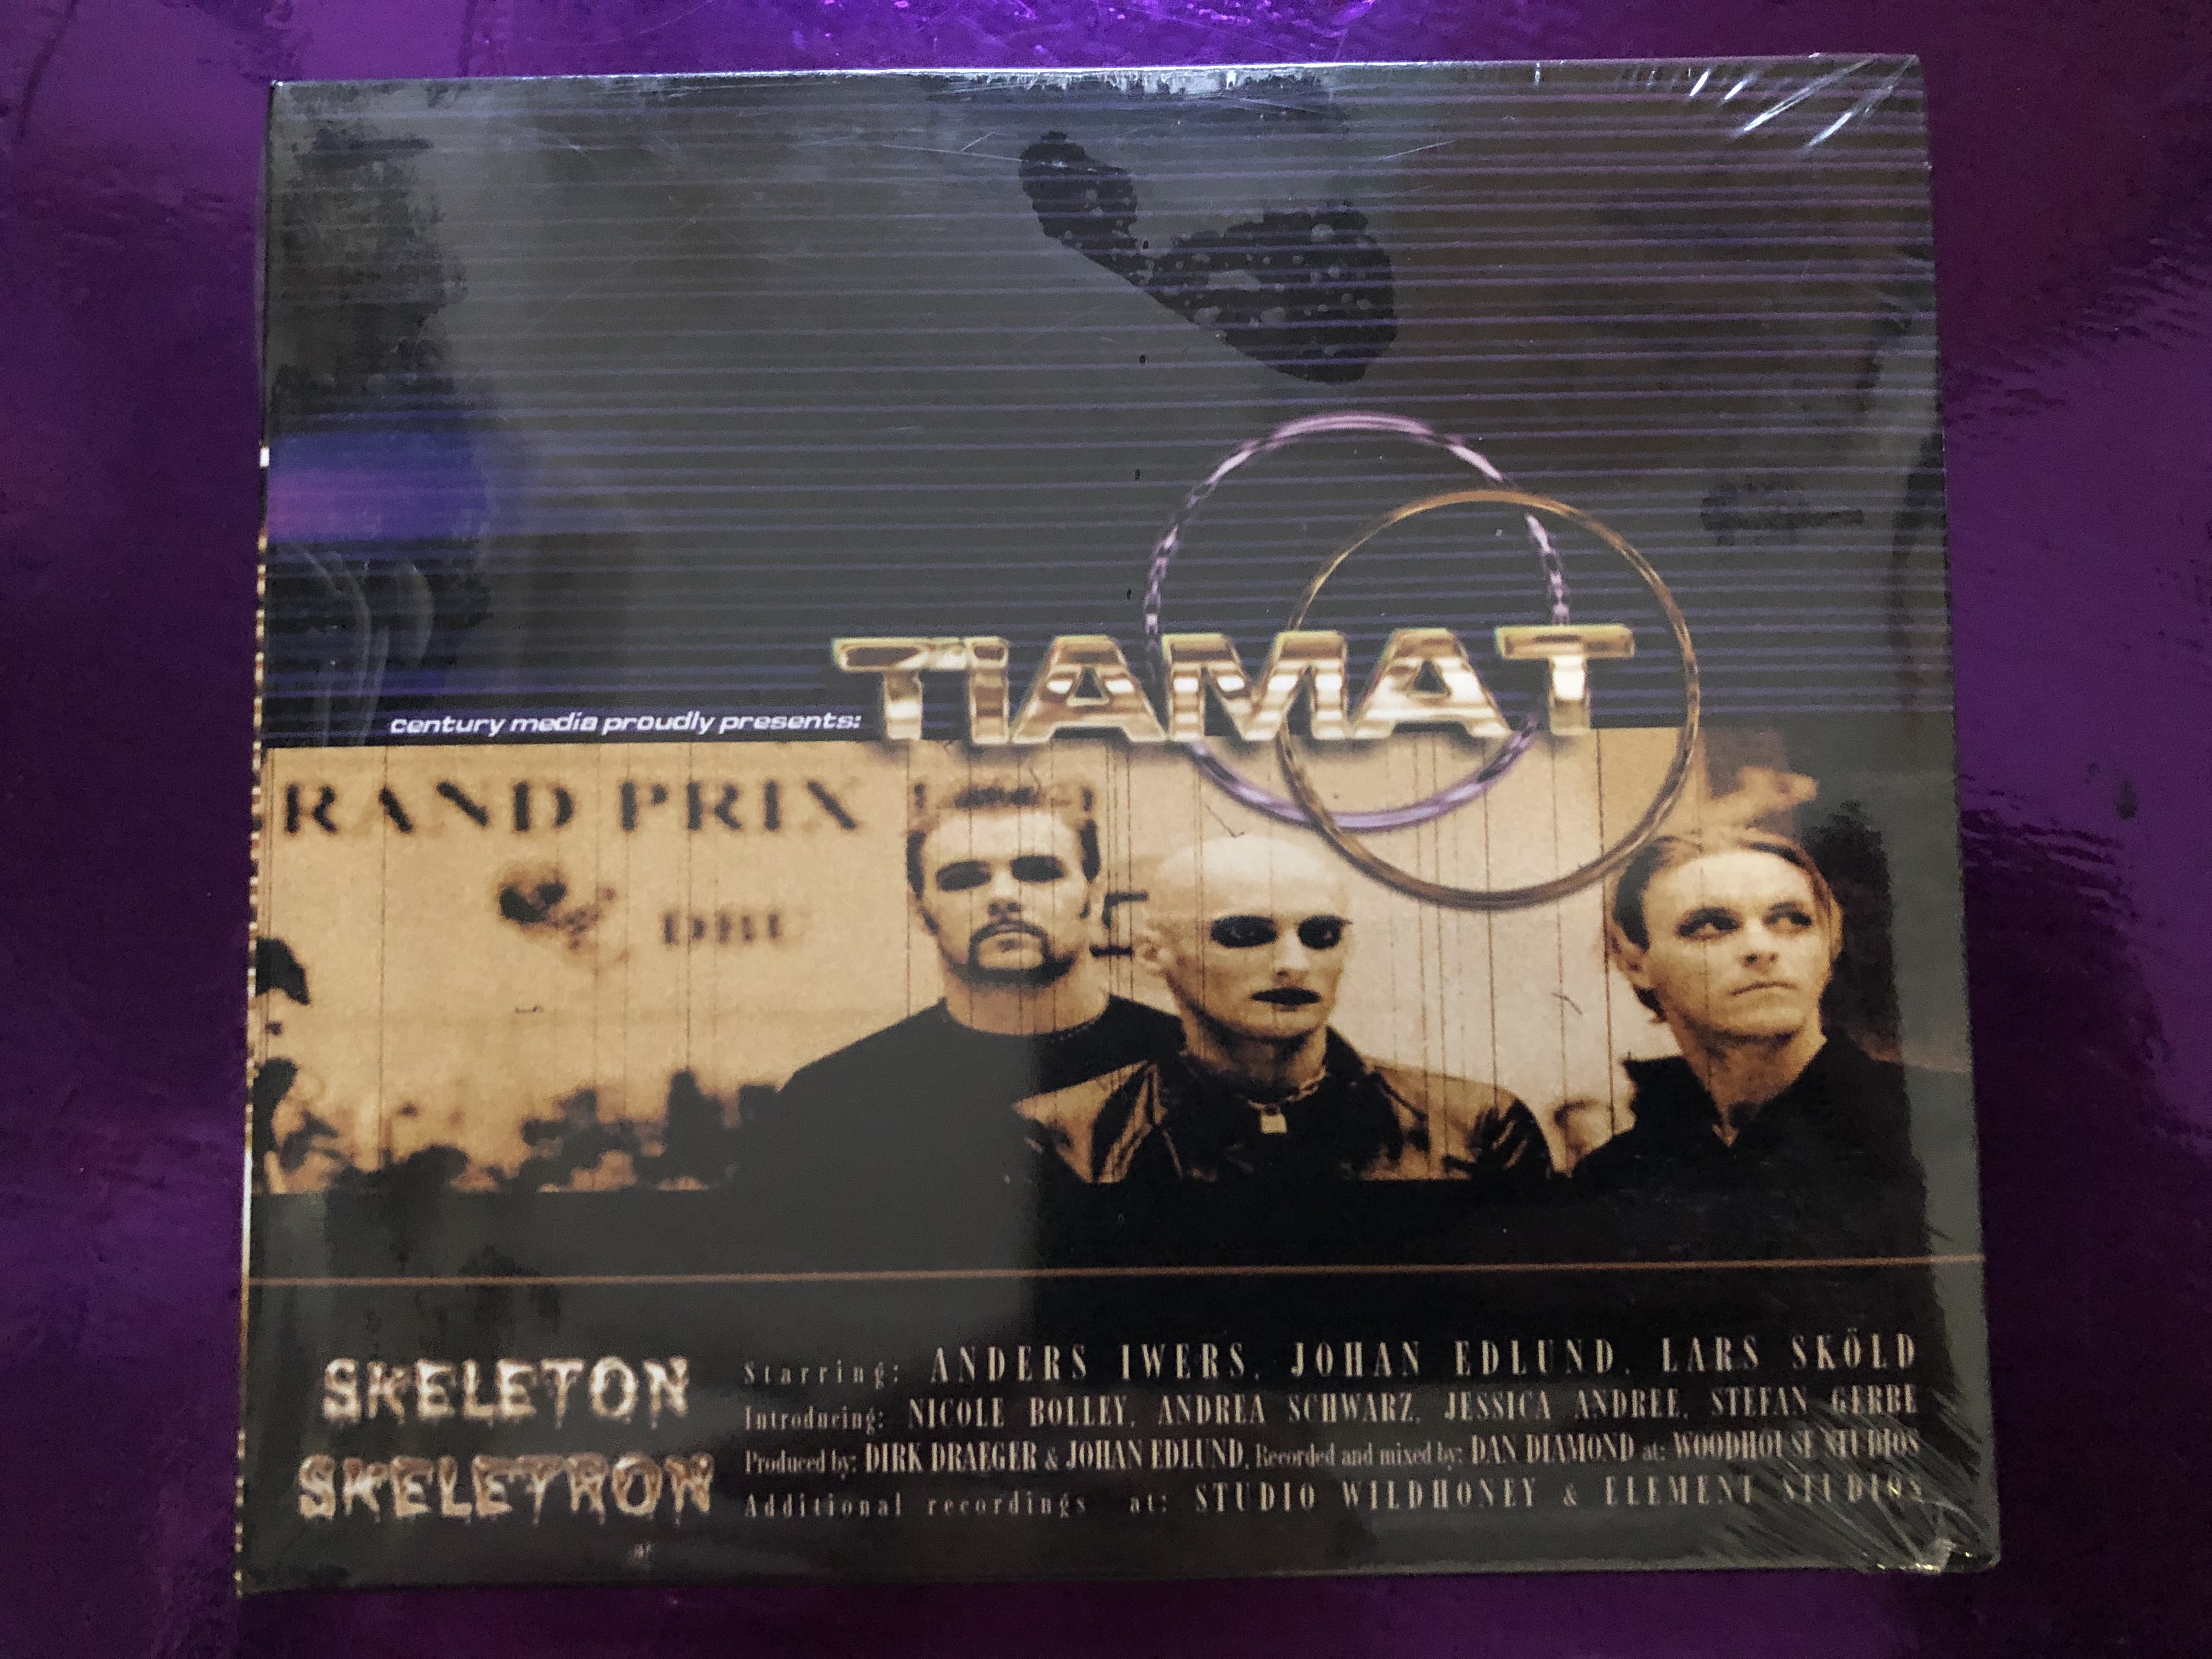 century media proudly presents: TIAMAT
RAND PRIX
DBU
SKELETON
SKELETRON
Starring: ANDERS IWERS, JOHAN EDLUND, LARS SKÖLD
Introducing: NICOLE BOLLEY, ANDREA SCHWARZ, JESSICA ANDREE, STEFAN GERBE
Produced by: DIRK DRAEGER & JOHAN EDLUND, Recorded and mixed by: DAN DIAMOND at: WOODHOUSE STUDIOS
Additional recordings at: STUDIO WILDHONEY & ELEMENT STUDIOS